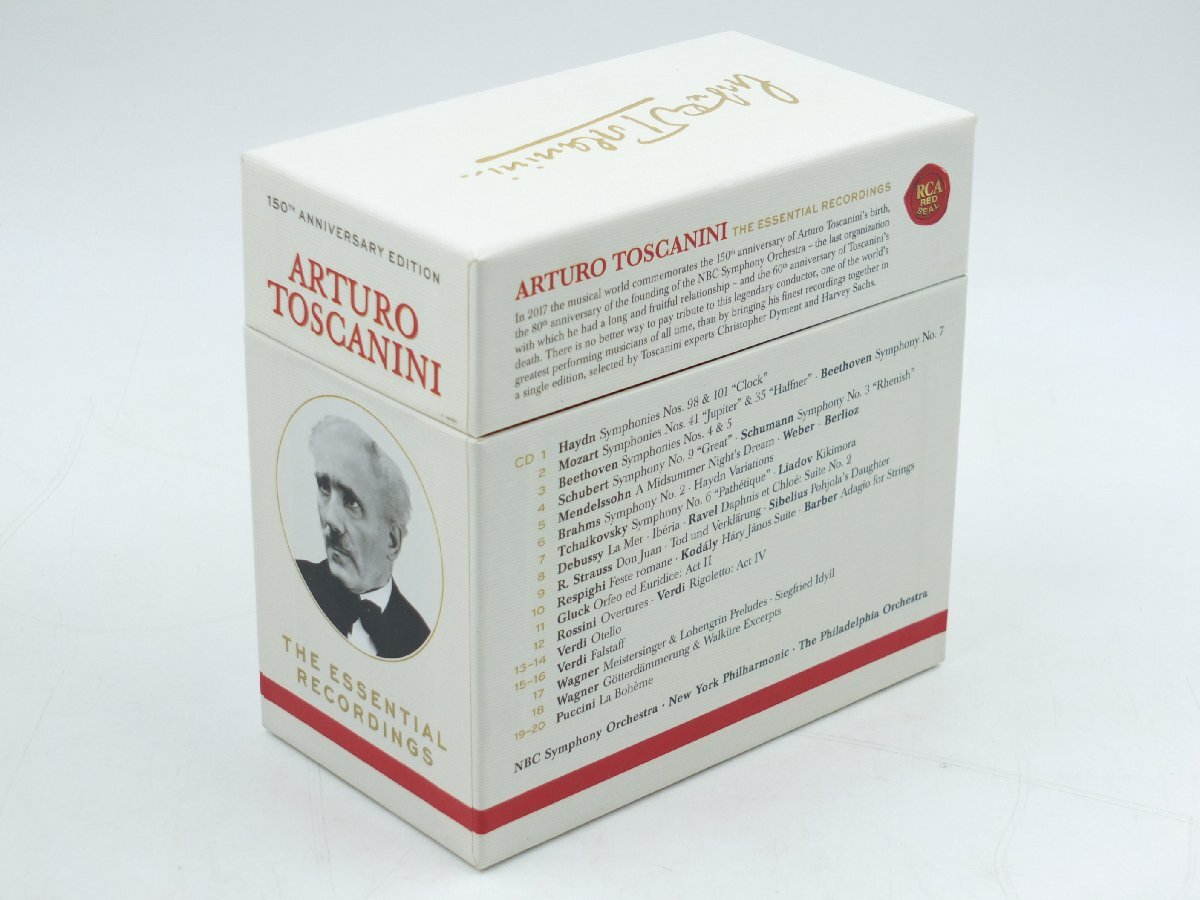 Arturo Toscanini
150TH ANNIVERSARY EDITION
ARTURO
TOSCANINI
THE ESSENTIAL
RECORDINGS
RCA
RED
SEAL
ARTURO TOSCANINI THE ESSENTIAL RECORDINGS
In 2017 the musical world commemorates the 150th anniversary of Arturo Toscanini's birth,
the 80th anniversary of the founding of the NBC Symphony Orchestra – the last organization
with which he had a long and fruitful relationship – and the 60th anniversary of Toscanini's
death. There is no better way to pay tribute to this legendary conductor, one of the world's
greatest performing musicians of all time, than by bringing his finest recordings together in
a single edition, selected by Toscanini experts Christopher Dyment and Harvey Sachs.
CD 1 Haydn Symphonies Nos. 98 & 101 "Clock"
2 Mozart Symphonies Nos. 41 "Jupiter" & 35 "Haffner" · Beethoven Symphony No. 7
3 Beethoven Symphonies Nos. 4 & 5
4 Schubert Symphony No. 9 "Great" · Schumann Symphony No. 3 "Rhenish"
5 Mendelssohn A Midsummer Night's Dream · Weber · Berlioz
6 Brahms Symphony No. 2 · Haydn Variations
7 Tchaikovsky Symphony No. 6 "Pathétique" · Liadov Kikimora
8 Debussy La Mer · Ibéria · Ravel Daphnis et Chloé: Suite No. 2
9 R. Strauss Don Juan · Tod und Verklärung · Sibelius Pohjola's Daughter
10 Respighi Feste romane · Kodály Háry János Suite · Barber Adagio for Strings
11 Gluck Orfeo ed Euridice: Act II
12 Rossini Overtures · Verdi Rigoletto: Act IV
13–14 Verdi Otello
15–16 Verdi Falstaff
17 Wagner Meistersinger & Lohengrin Preludes · Siegfried Idyll
18 Wagner Götterdämmerung & Walküre Excerpts
19–20 Puccini La Bohème
NBC Symphony Orchestra · New York Philharmonic · The Philadelphia Orchestra